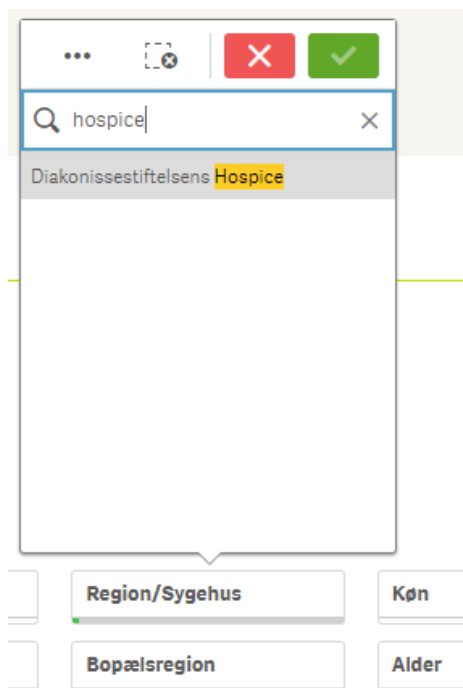 hospice
Diakonissestiftelsens Hospice
Region/Sygehus
Køn
Bopælsregion
Alder